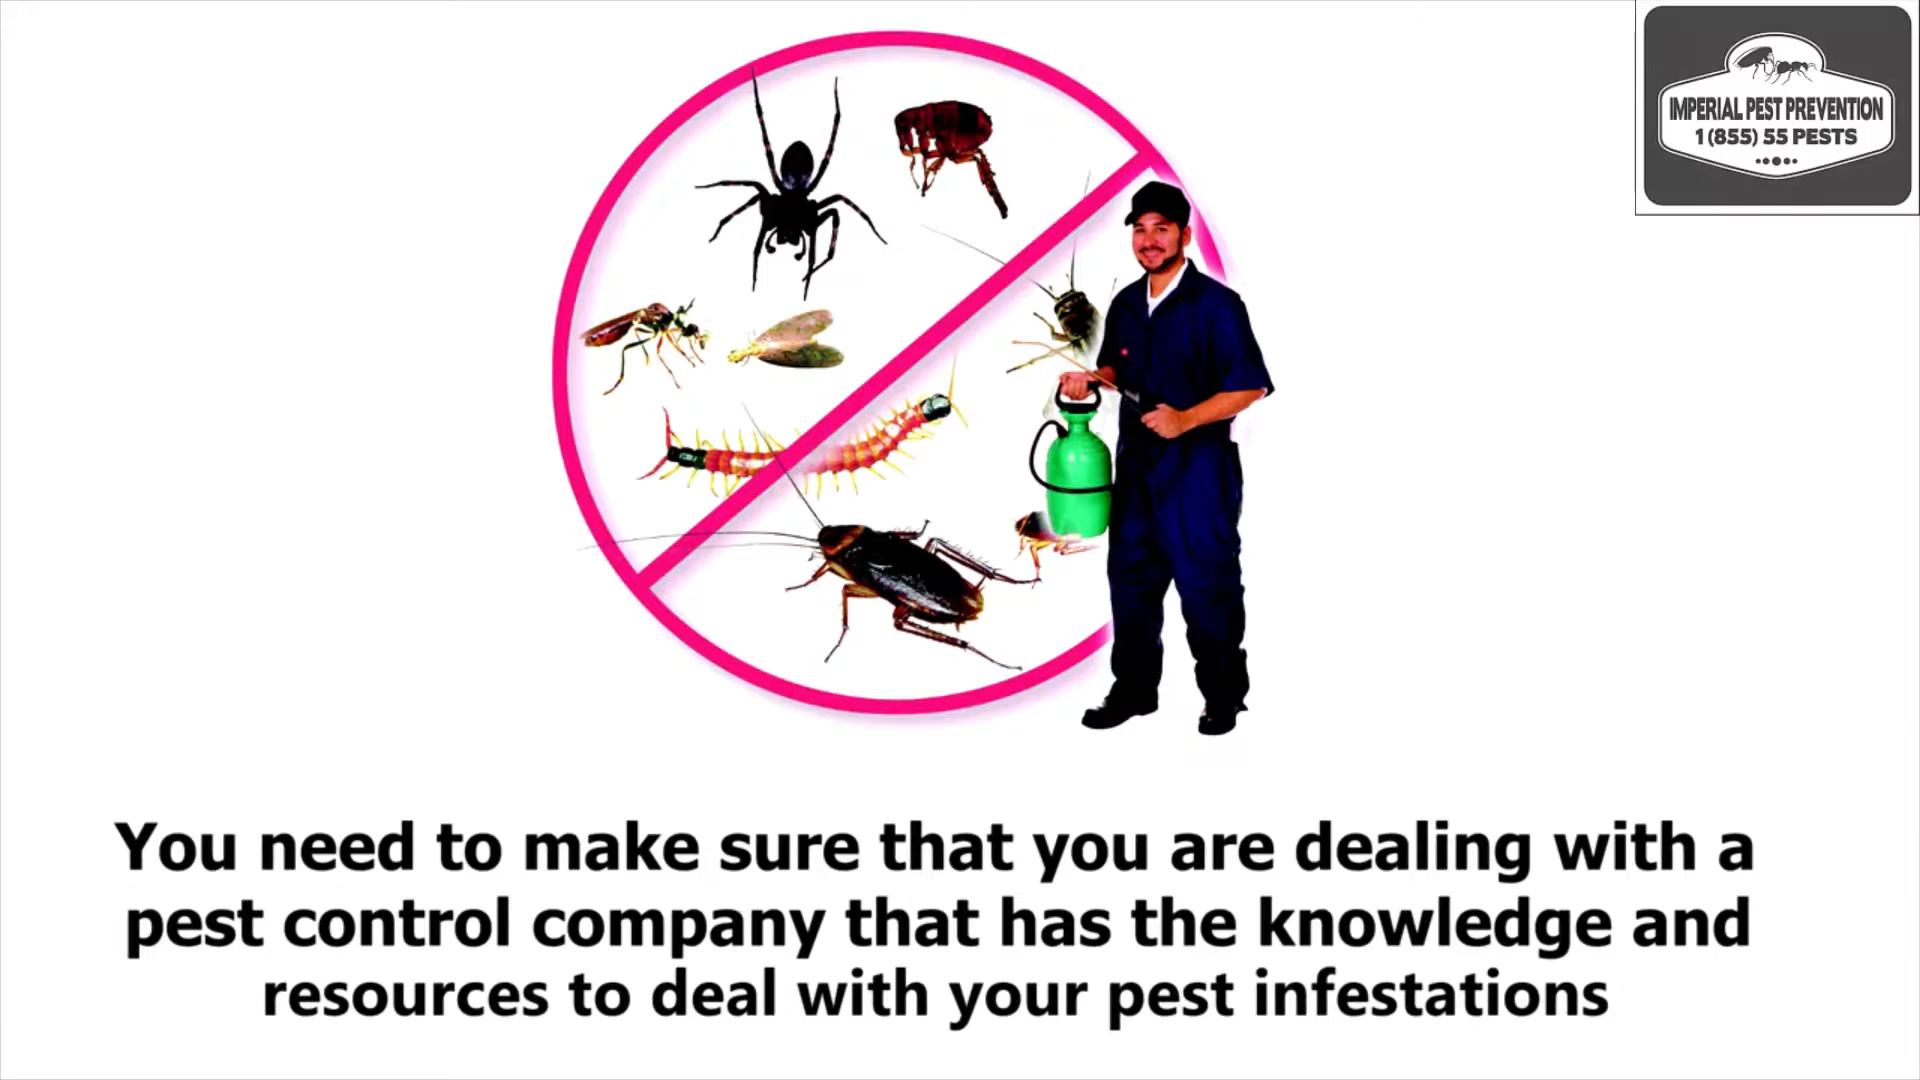 IMPERIAL PEST PREVENTION
1 (855) 55 PESTS
You need to make sure that you are dealing with a
pest control company that has the knowledge and
resources to deal with your pest infestations